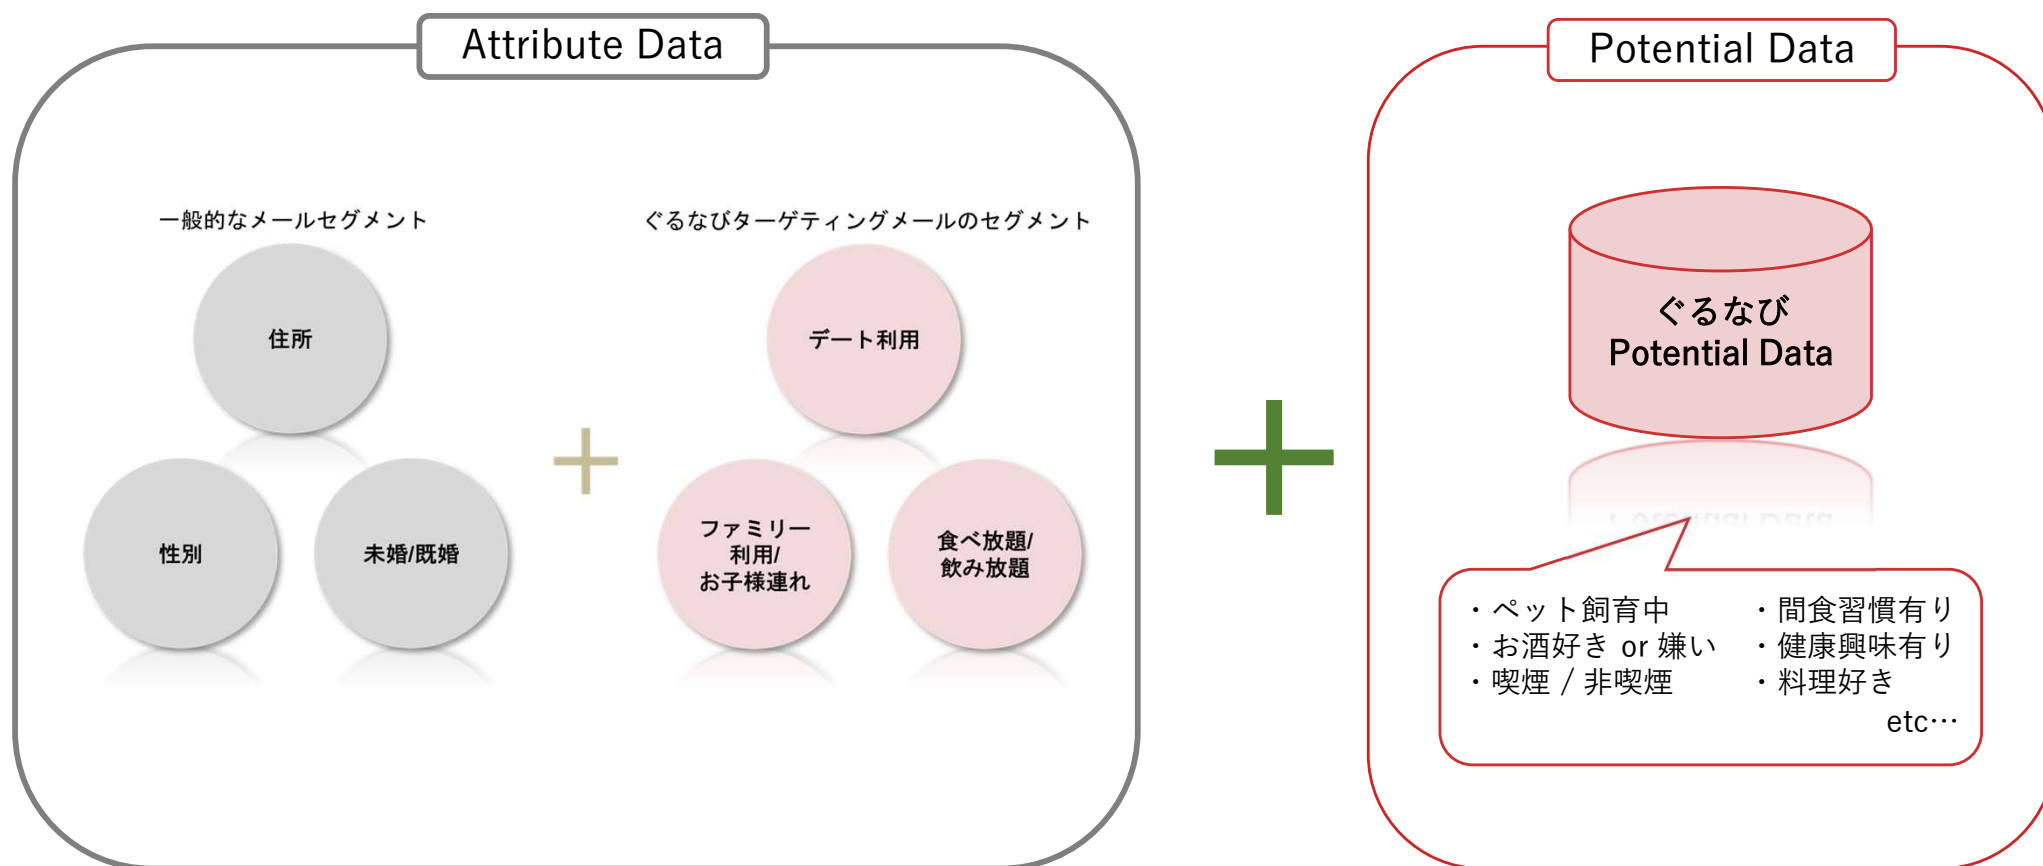 Attribute Data
一般的なメールセグメント
住所
性別
未婚/既婚
ぐるなびターゲティングメールのセグメント
デート利用
ファミリー
利用/
お子様連れ
食べ放題/
飲み放題
Potential Data
ぐるなび
Potential Data
・ペット飼育中
・お酒好き or 嫌い
・喫煙 / 非喫煙
・間食習慣有り
・健康興味有り
・料理好き
etc…